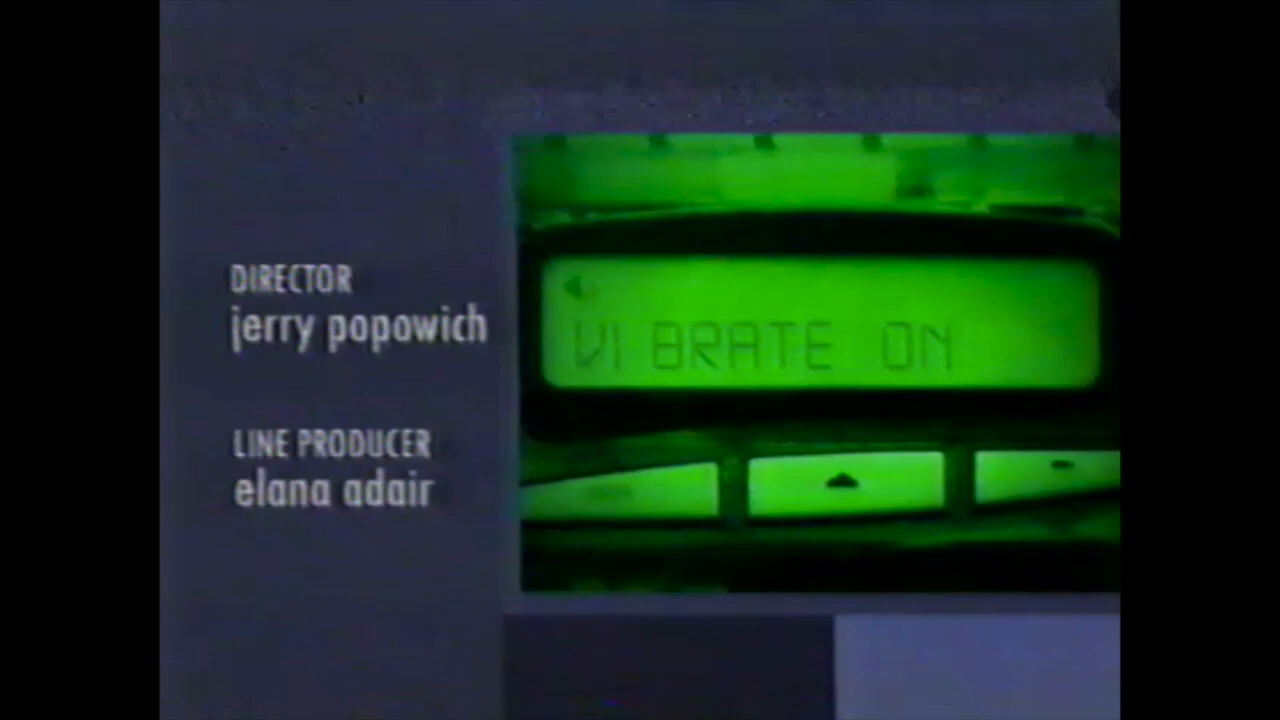 DIRECTOR
jerry popowich
LINE PRODUCER
elana adair
VIBRATE ON